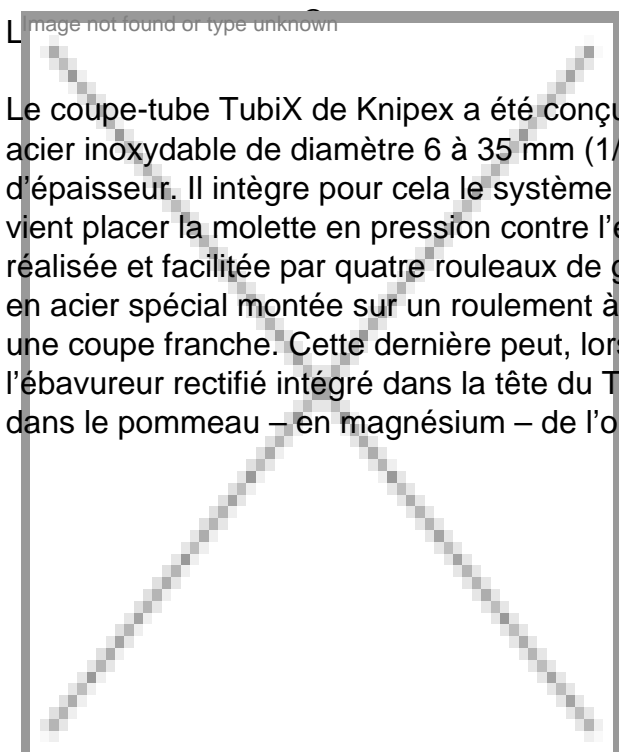 L
Image not found or type unknown
Le coupe-tube TubiX de Knipex a été conçu
acier inoxydable de diamètre 6 à 35 mm (1/
d'épaisseur. Il intègre pour cela le système
vient placer la molette en pression contre l'
réalisée et facilitée par quatre rouleaux de
en acier spécial montée sur un roulement à
une coupe franche. Cette dernière peut, lor
l'ébavureur rectifié intégré dans la tête du T
dans le pommeau – en magnésium – de l'o